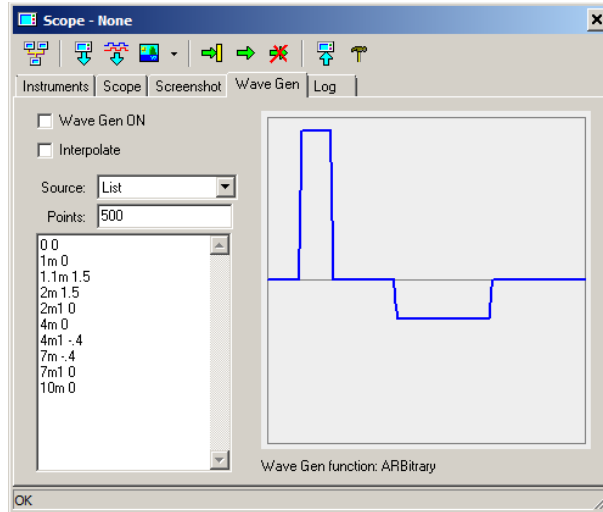 Scope - None
Instruments Scope Screenshot Wave Gen Log
Wave Gen ON
Interpolate
Source: List
Points: 500
0 0
1m 0
1.1m 1.5
2m 1.5
2m1 0
4m 0
4m1 -.4
7m -.4
7m1 0
10m 0
Wave Gen function: ARBitrary
OK